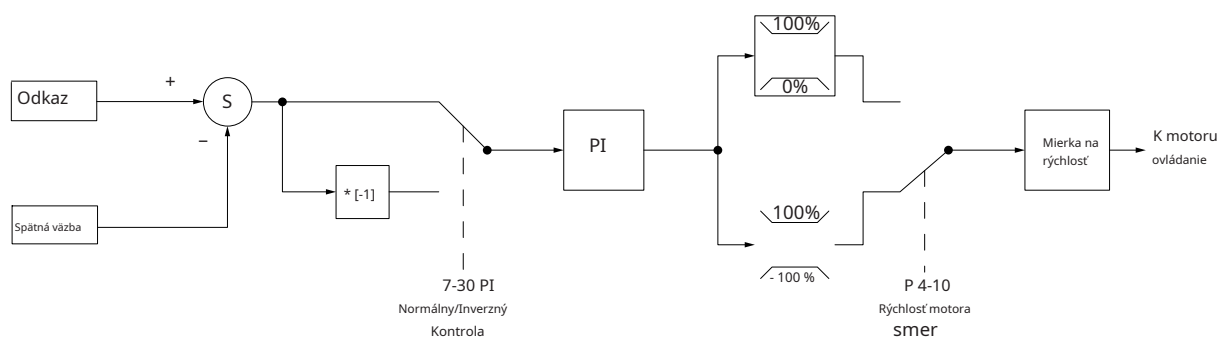 100%
0%
+
Odkaz
S
−
PI
Mierka na
rýchlosť
K motoru
ovládanie
* [-1]
Spätná väzba
100%
- 100 %
7-30 PI
Normálny/Inverzný
Kontrola
P 4-10
Rýchlosť motora
smer